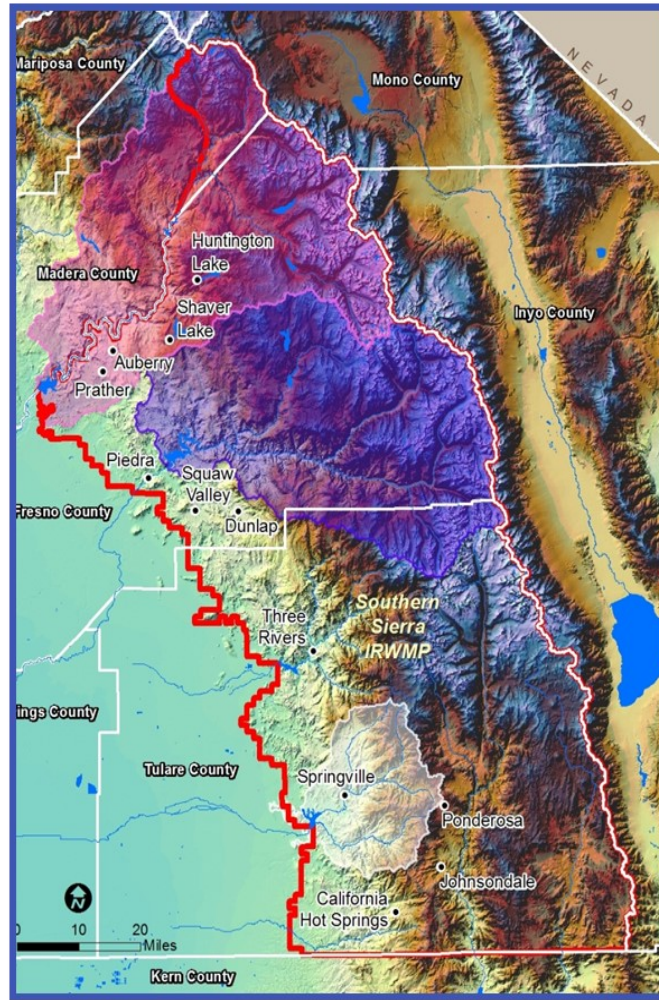 Mariposa County
Mono County
NEVADA
Huntington
Lake
Madera County
Inyo County
Shaver
Lake
Auberry
Prather
Piedra
Squaw
Valley
Fresno County
Dunlap
Three
Rivers
Southern
Sierra
IRWMP
ings County
Tulare County
Springville
Ponderosa
Johnsondale
California
Hot Springs
N
0 10 20
Miles
Kern County